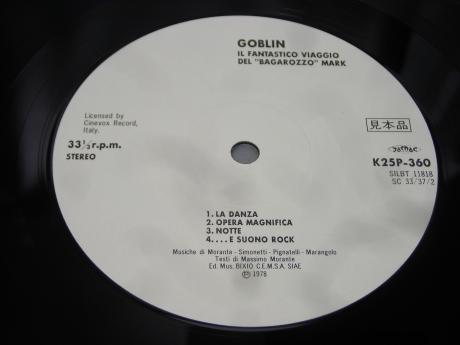 GOBLIN
IL FANTASTICO VIAGGIO
DEL "BAGAROZZO" MARK
Licensed by
Cinevox Record,
Italy.
33⅓ r.p.m.
STEREO
見本品
K25P-360
SILBT 11818
SC 33/37/2
1. LA DANZA
2. OPERA MAGNIFICA
3. NOTTE
4. ... E SUONO ROCK
Musiche di Morante - Simonetti - Pignatelli - Marangolo
Testi di Massimo Morante
Ed. Mus. BIXIO C.E.M.S.A. SIAE
Ⓟ 1978